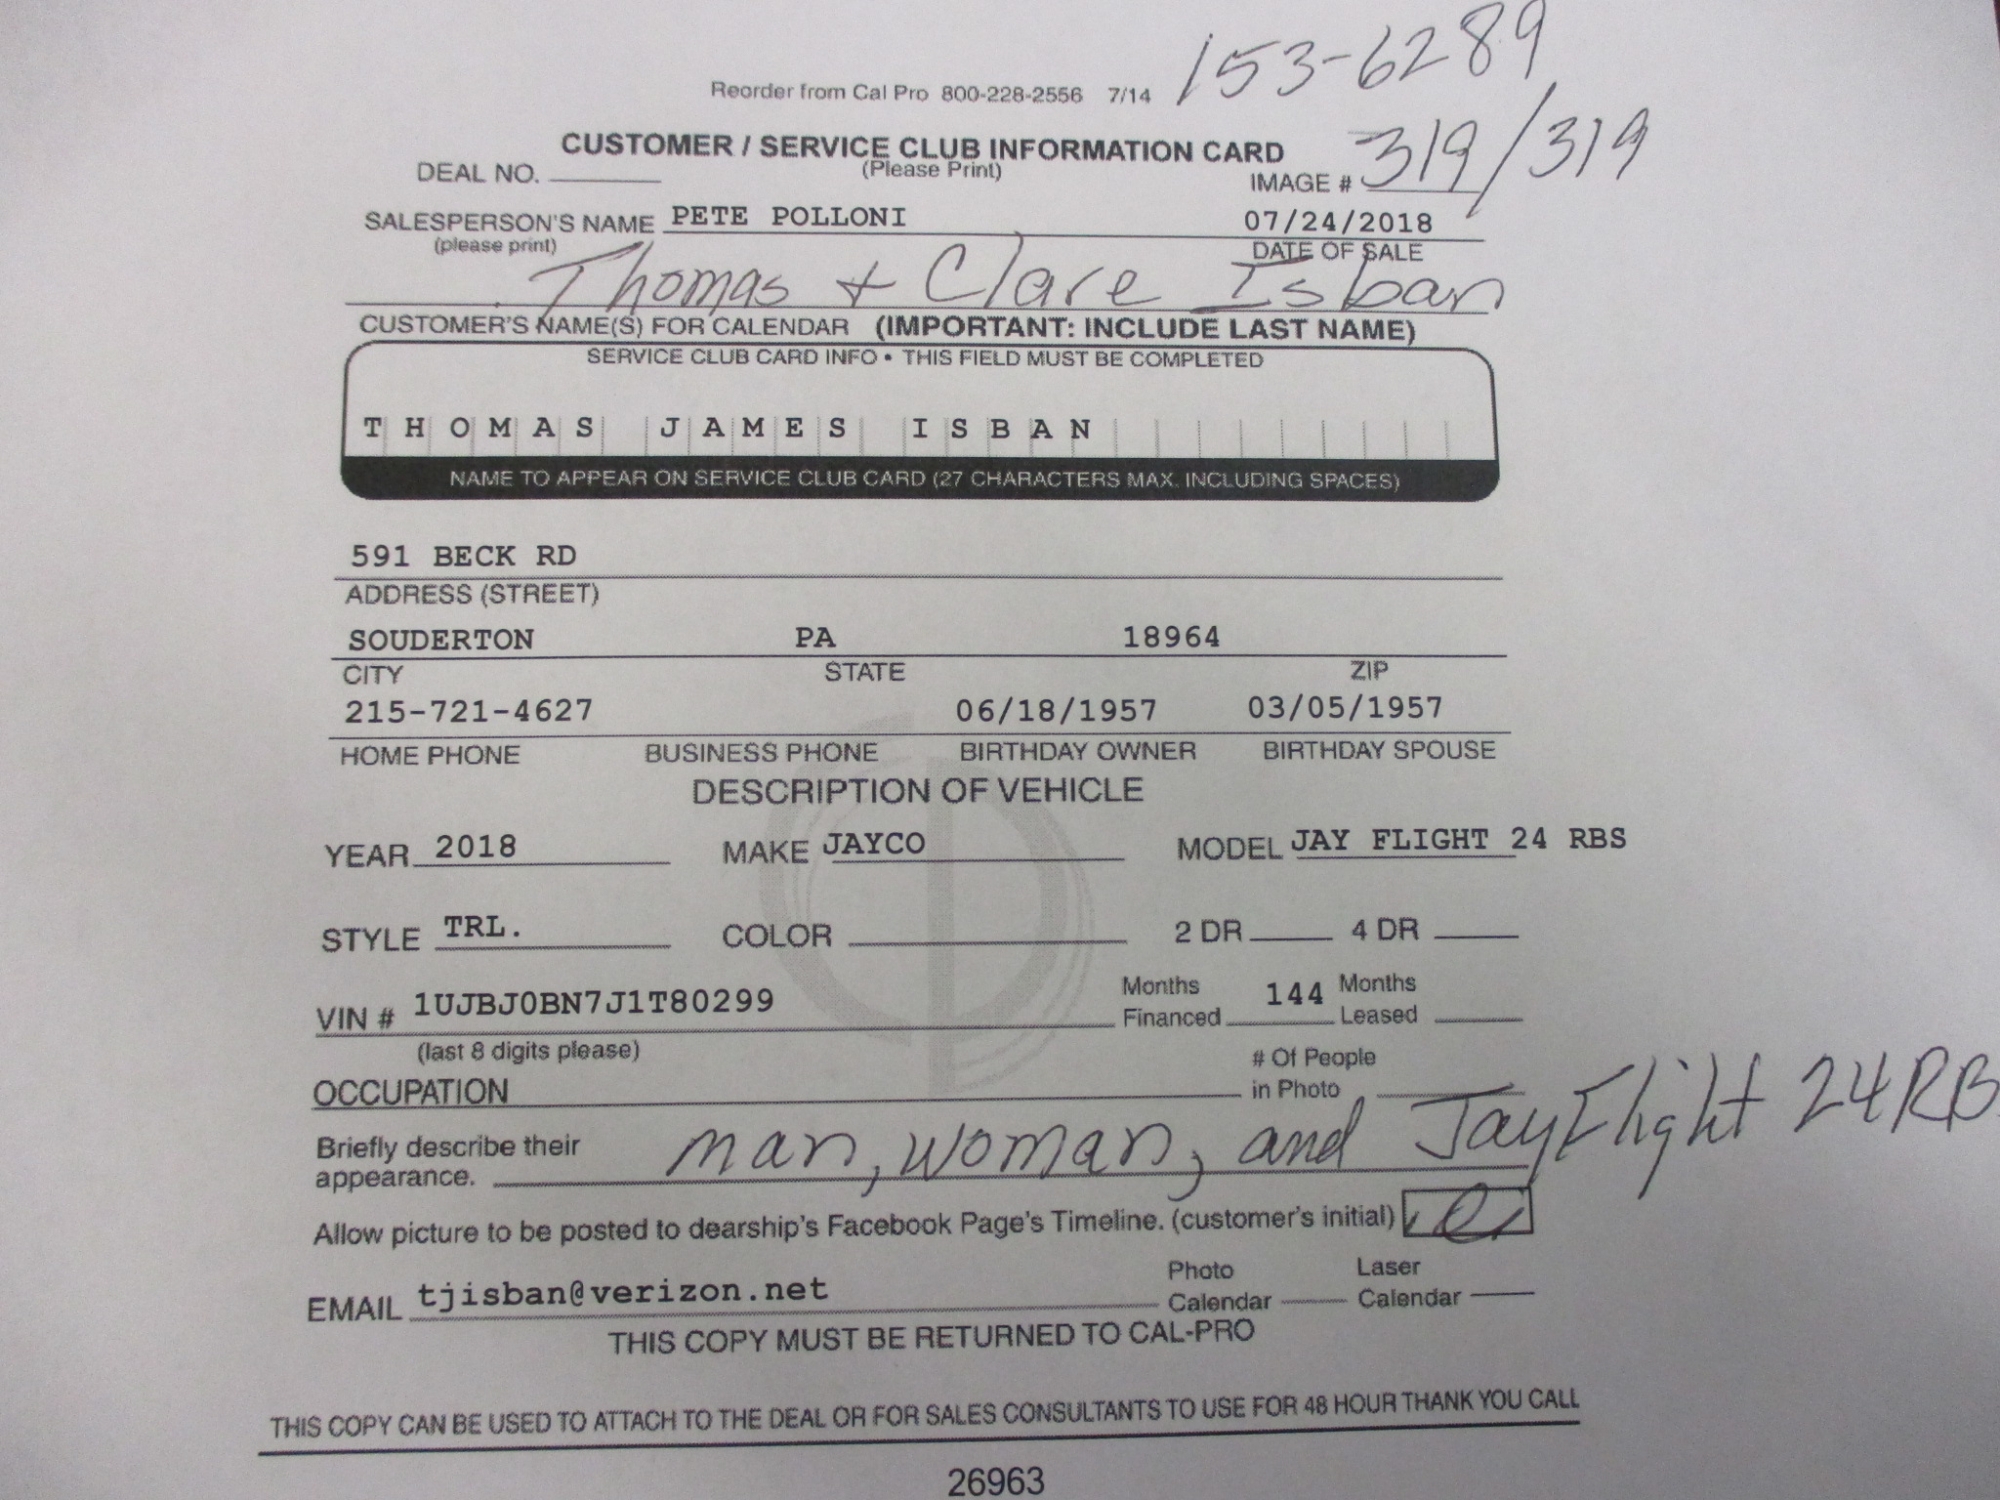 153-6289
Reorder from Cal Pro 800-228-2556 7/14
CUSTOMER / SERVICE CLUB INFORMATION CARD
(Please Print)
DEAL NO.
IMAGE # 319/319
SALESPERSON'S NAME PETE POLLONI 07/24/2018
(please print) DATE OF SALE
Thomas + Clare Isban
CUSTOMER'S NAME(S) FOR CALENDAR (IMPORTANT: INCLUDE LAST NAME)
SERVICE CLUB CARD INFO • THIS FIELD MUST BE COMPLETED
THOMAS JAMES ISBAN
NAME TO APPEAR ON SERVICE CLUB CARD (27 CHARACTERS MAX. INCLUDING SPACES)
591 BECK RD
ADDRESS (STREET)
SOUDERTON PA 18964
CITY STATE ZIP
215-721-4627 06/18/1957 03/05/1957
HOME PHONE BUSINESS PHONE BIRTHDAY OWNER BIRTHDAY SPOUSE
DESCRIPTION OF VEHICLE
YEAR 2018 MAKE JAYCO MODEL JAY FLIGHT 24 RBS
STYLE TRL. COLOR 2 DR 4 DR
VIN # 1UJBJ0BN7J1T80299 Months Financed 144 Months Leased
(last 8 digits please)
OCCUPATION # Of People in Photo
Briefly describe their appearance. man, woman, and JayFlight 24RB
Allow picture to be posted to dearship's Facebook Page's Timeline. (customer's initial)
EMAIL tjisban@verizon.net Photo Calendar Laser Calendar
THIS COPY MUST BE RETURNED TO CAL-PRO
THIS COPY CAN BE USED TO ATTACH TO THE DEAL OR FOR SALES CONSULTANTS TO USE FOR 48 HOUR THANK YOU CALL
26963